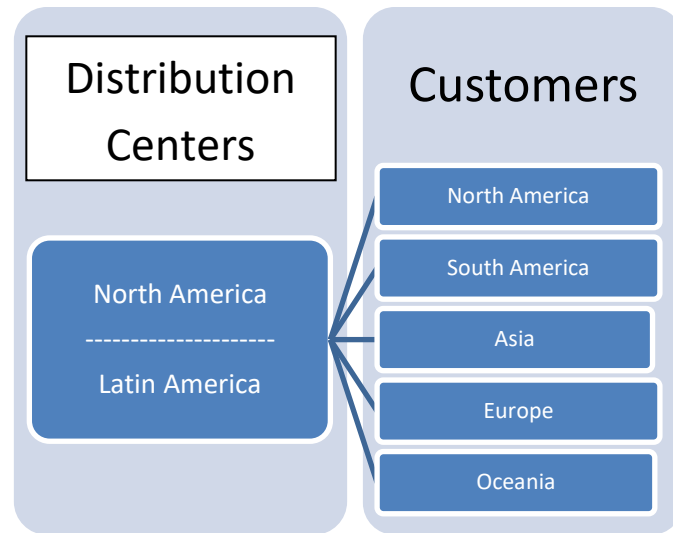 Distribution
Centers
North America
---------------------
Latin America
Customers
North America
South America
Asia
Europe
Oceania